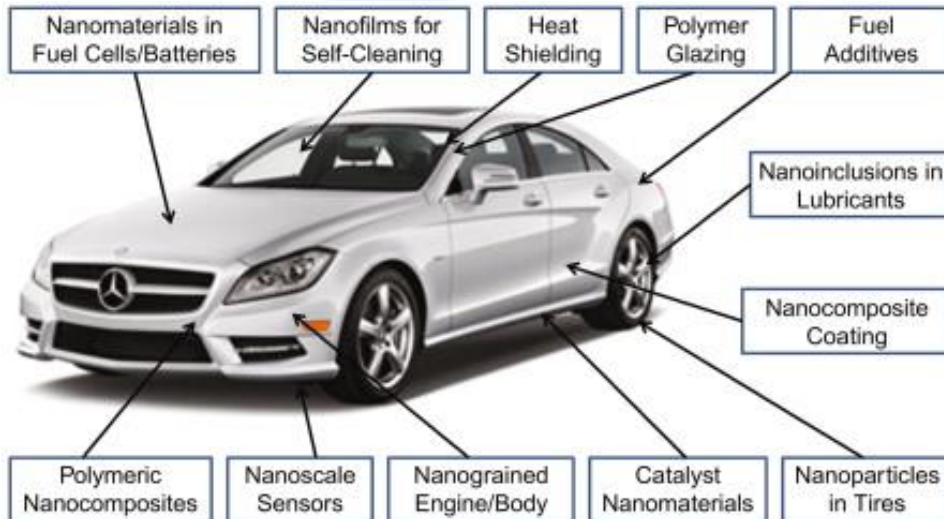 Nanomaterials in
Fuel Cells/Batteries
Nanofilms for
Self-Cleaning
Heat
Shielding
Polymer
Glazing
Fuel
Additives
Nanoinclusions in
Lubricants
Nanocomposite
Coating
Polymeric
Nanocomposites
Nanoscale
Sensors
Nanograined
Engine/Body
Catalyst
Nanomaterials
Nanoparticles
in Tires